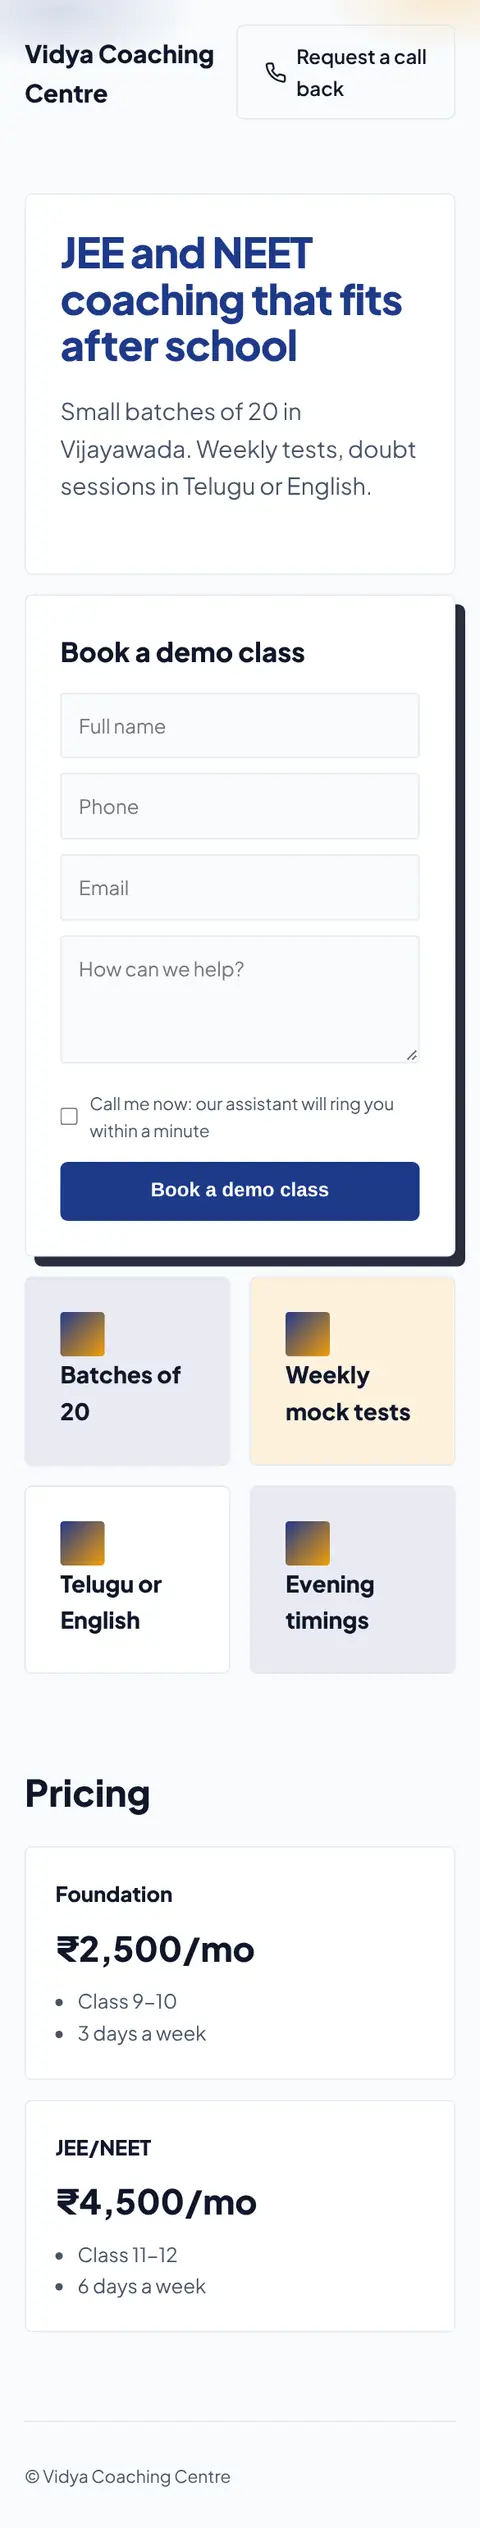 Vidya Coaching
Centre
Request a call
back
JEE and NEET
coaching that fits
after school
Small batches of 20 in
Vijayawada. Weekly tests, doubt
sessions in Telugu or English.
Book a demo class
Full name
Phone
Email
How can we help?
Call me now: our assistant will ring you
within a minute
Book a demo class
Batches of
20
Weekly
mock tests
Telugu or
English
Evening
timings
Pricing
Foundation
₹2,500/mo
• Class 9–10
• 3 days a week
JEE/NEET
₹4,500/mo
• Class 11–12
• 6 days a week
© Vidya Coaching Centre